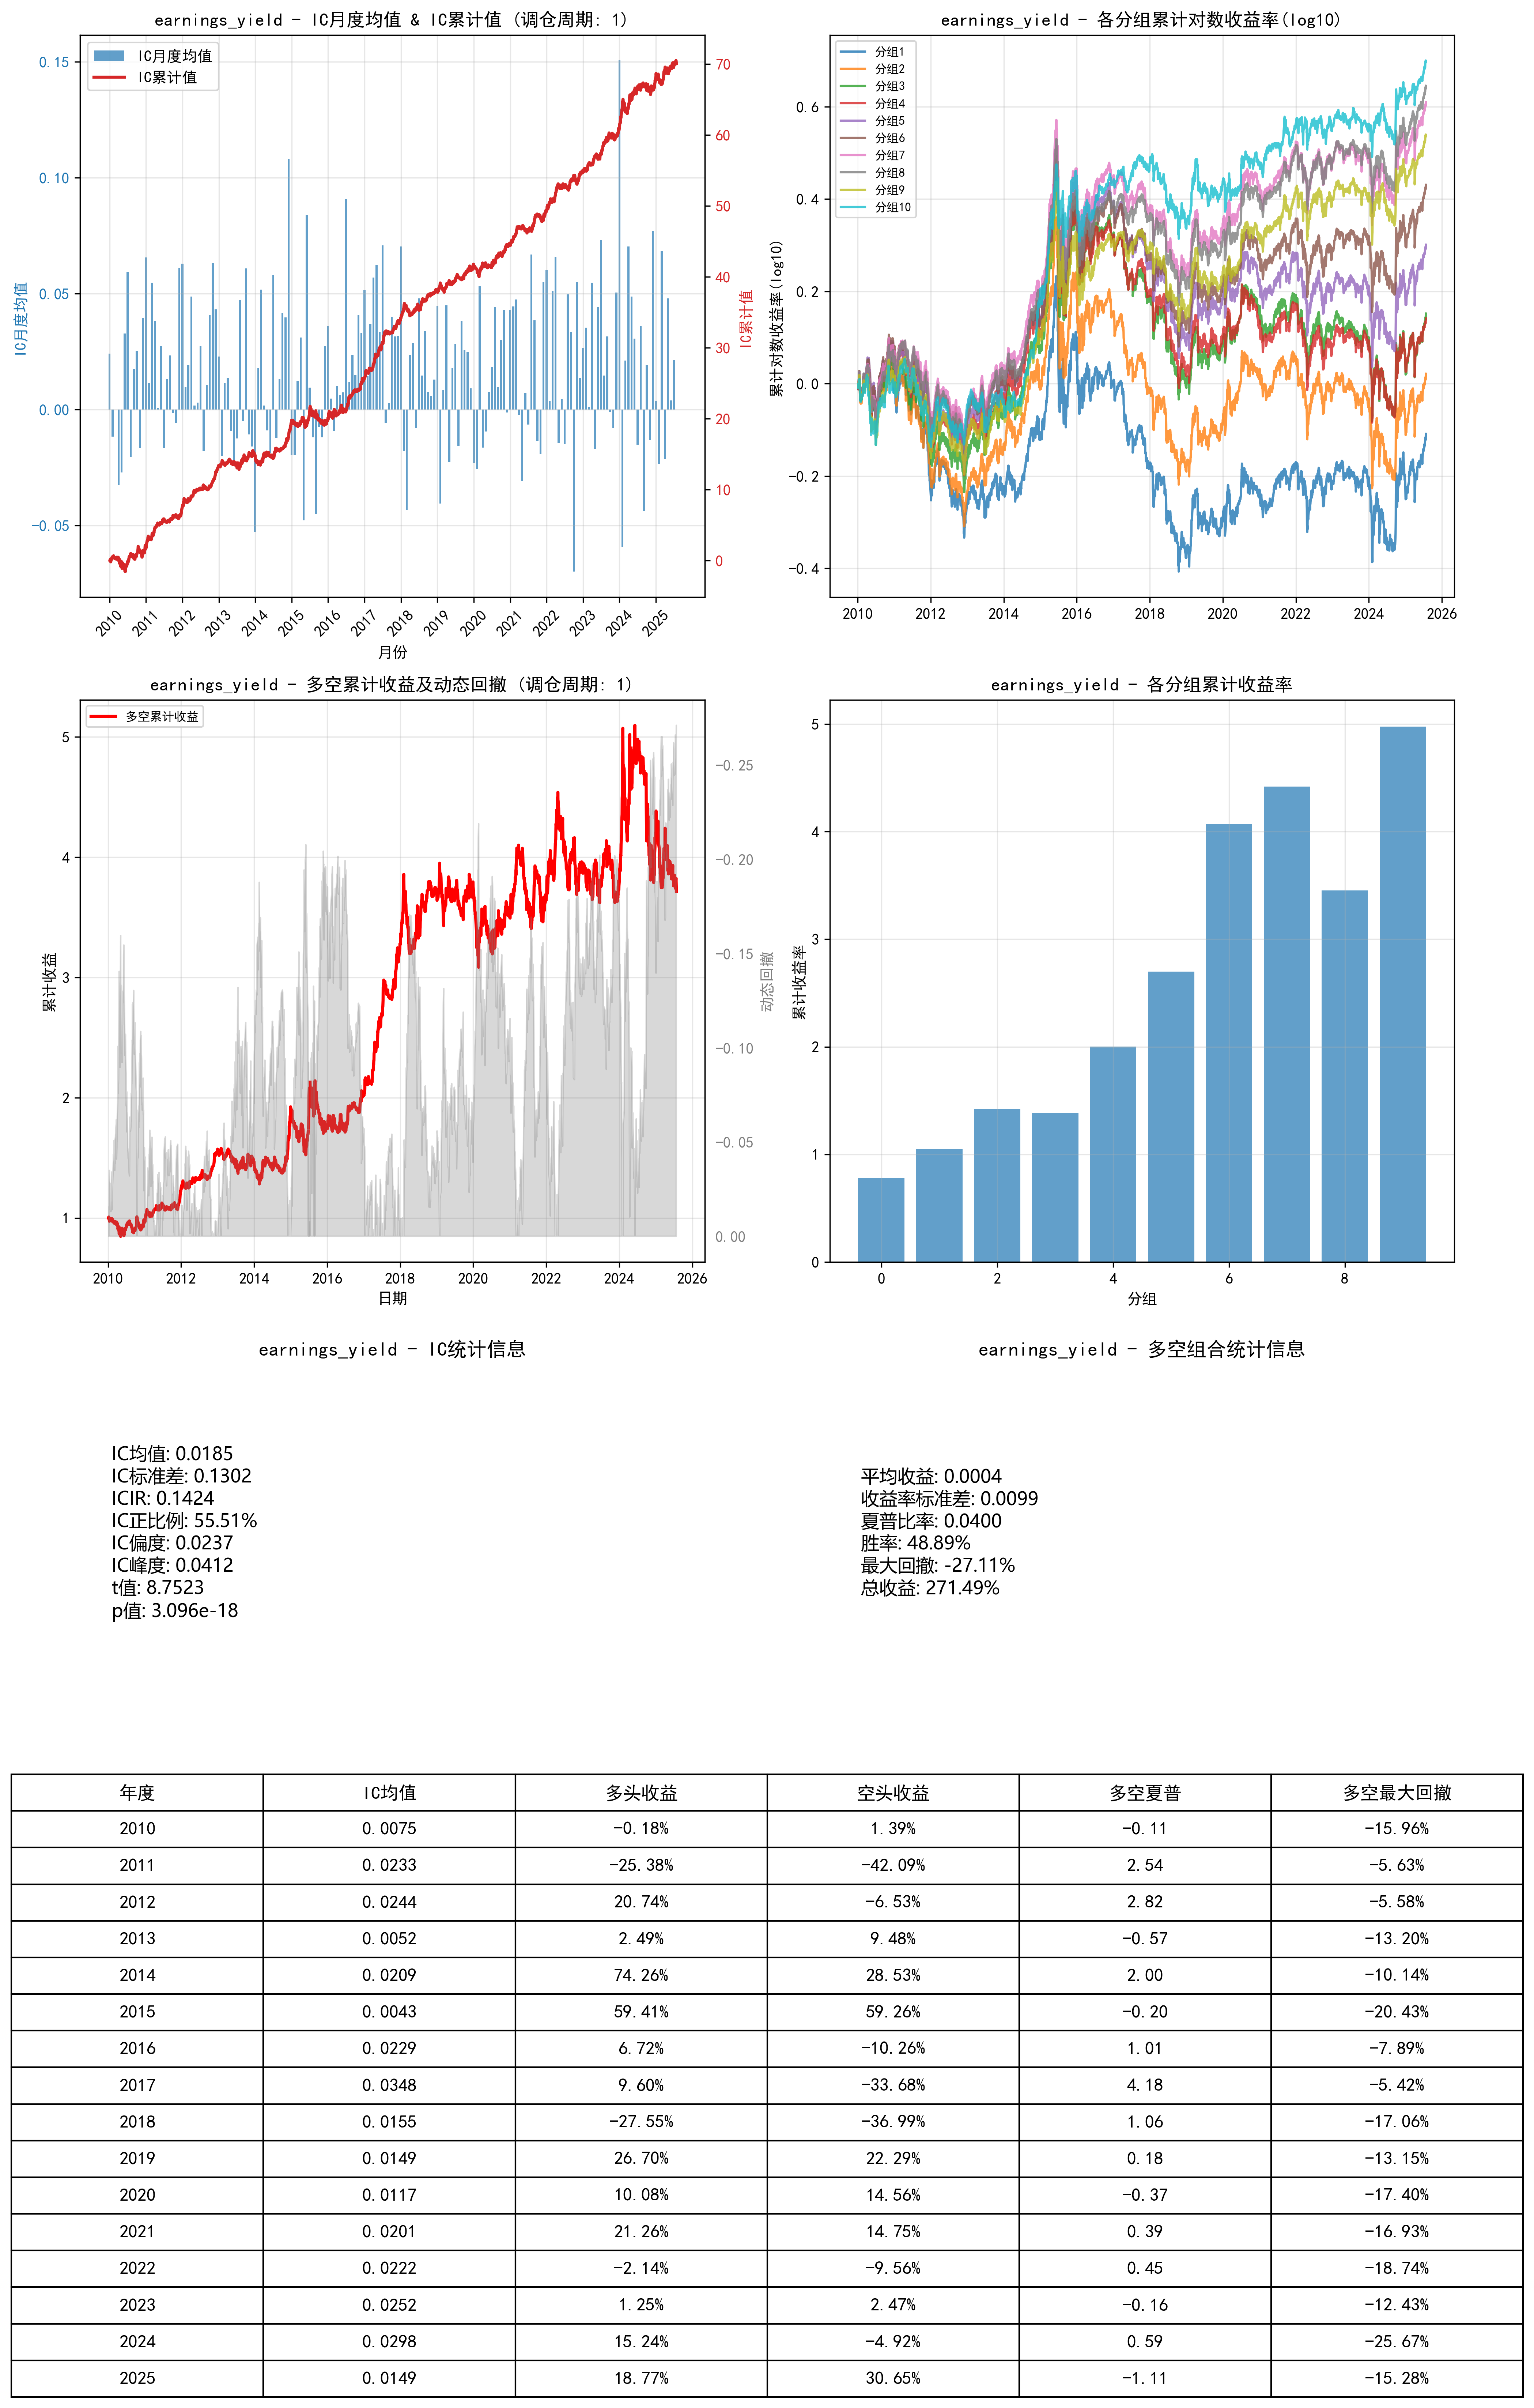 earnings_yield - IC月度均值 & IC累计值 (调仓周期: 1)
IC月度均值
IC累计值
0.15
0.10
0.05
0.00
−0.05
IC月度均值
70
60
50
40
30
20
10
0
IC累计值
2010
2011
2012
2013
2014
2015
2016
2017
2018
2019
2020
2021
2022
2023
2024
2025
月份
earnings_yield - 各分组累计对数收益率(log10)
分组1
分组2
分组3
分组4
分组5
分组6
分组7
分组8
分组9
分组10
0.6
0.4
0.2
0.0
−0.2
−0.4
累计对数收益率(log10)
2010
2012
2014
2016
2018
2020
2022
2024
2026
earnings_yield - 多空累计收益及动态回撤 (调仓周期: 1)
多空累计收益
5
4
3
2
1
累计收益
−0.25
−0.20
−0.15
−0.10
−0.05
0.00
动态回撤
2010
2012
2014
2016
2018
2020
2022
2024
2026
日期
earnings_yield - 各分组累计收益率
5
4
3
2
1
0
累计收益率
0
2
4
6
8
分组
earnings_yield - IC统计信息
IC均值: 0.0185
IC标准差: 0.1302
ICIR: 0.1424
IC正比例: 55.51%
IC偏度: 0.0237
IC峰度: 0.0412
t值: 8.7523
p值: 3.096e-18
earnings_yield - 多空组合统计信息
平均收益: 0.0004
收益率标准差: 0.0099
夏普比率: 0.0400
胜率: 48.89%
最大回撤: -27.11%
总收益: 271.49%
年度 IC均值 多头收益 空头收益 多空夏普 多空最大回撤
2010 0.0075 −0.18% 1.39% −0.11 −15.96%
2011 0.0233 −25.38% −42.09% 2.54 −5.63%
2012 0.0244 20.74% −6.53% 2.82 −5.58%
2013 0.0052 2.49% 9.48% −0.57 −13.20%
2014 0.0209 74.26% 28.53% 2.00 −10.14%
2015 0.0043 59.41% 59.26% −0.20 −20.43%
2016 0.0229 6.72% −10.26% 1.01 −7.89%
2017 0.0348 9.60% −33.68% 4.18 −5.42%
2018 0.0155 −27.55% −36.99% 1.06 −17.06%
2019 0.0149 26.70% 22.29% 0.18 −13.15%
2020 0.0117 10.08% 14.56% −0.37 −17.40%
2021 0.0201 21.26% 14.75% 0.39 −16.93%
2022 0.0222 −2.14% −9.56% 0.45 −18.74%
2023 0.0252 1.25% 2.47% −0.16 −12.43%
2024 0.0298 15.24% −4.92% 0.59 −25.67%
2025 0.0149 18.77% 30.65% −1.11 −15.28%